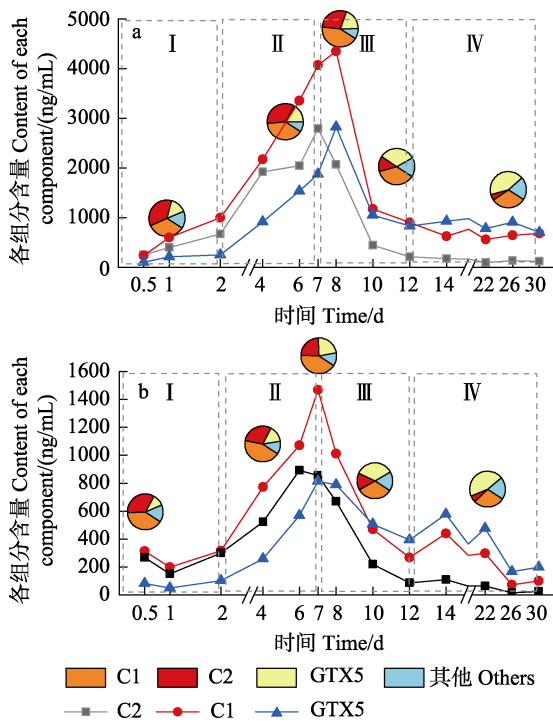 a
Ⅰ Ⅱ Ⅲ Ⅳ
5000
4000
3000
2000
1000
0
各组分含量 Content of each
component/(ng/mL)
0.5 1 2 4 6 7 8 10 12 14 22 26 30
时间 Time/d
b
Ⅰ Ⅱ Ⅲ Ⅳ
1600
1400
1200
1000
800
600
400
200
0
各组分含量 Content of each
component/(ng/mL)
0.5 1 2 4 6 7 8 10 12 14 22 26 30
时间 Time/d
C1 C2 GTX5 其他 Others
C2 C1 GTX5